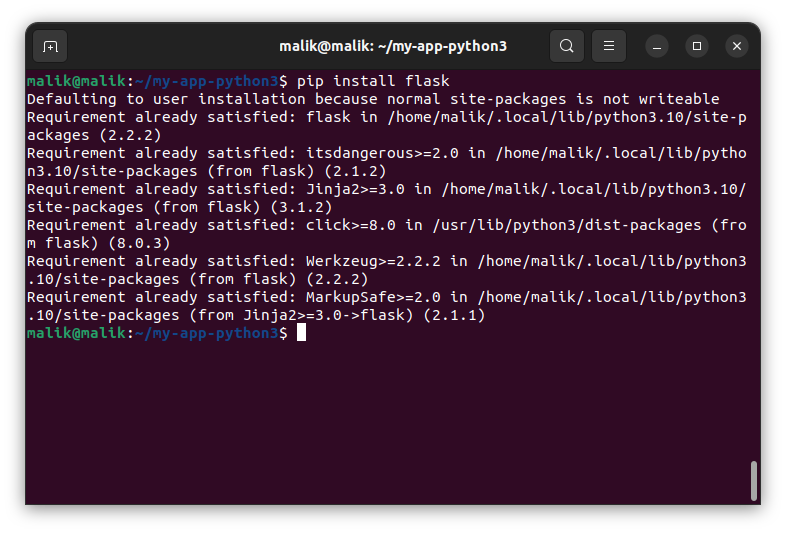 malik@malik: ~/my-app-python3
malik@malik:~/my-app-python3$ pip install flask
Defaulting to user installation because normal site-packages is not writeable
Requirement already satisfied: flask in /home/malik/.local/lib/python3.10/site-p
ackages (2.2.2)
Requirement already satisfied: itsdangerous>=2.0 in /home/malik/.local/lib/pytho
n3.10/site-packages (from flask) (2.1.2)
Requirement already satisfied: Jinja2>=3.0 in /home/malik/.local/lib/python3.10/
site-packages (from flask) (3.1.2)
Requirement already satisfied: click>=8.0 in /usr/lib/python3/dist-packages (fro
m flask) (8.0.3)
Requirement already satisfied: Werkzeug>=2.2.2 in /home/malik/.local/lib/python3
.10/site-packages (from flask) (2.2.2)
Requirement already satisfied: MarkupSafe>=2.0 in /home/malik/.local/lib/python3
.10/site-packages (from Jinja2>=3.0->flask) (2.1.1)
malik@malik:~/my-app-python3$